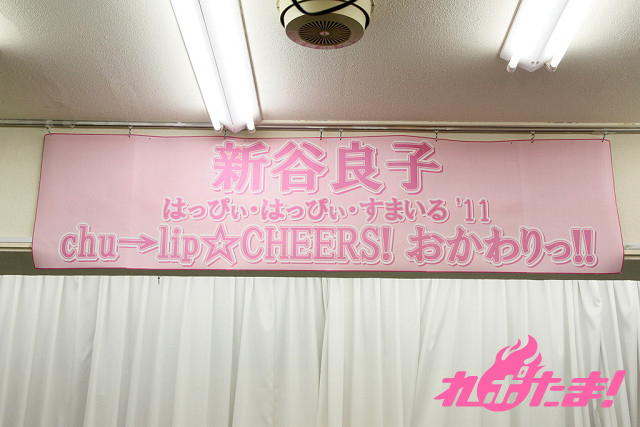 新谷良子
はっぴぃ・はっぴぃ・すまいる '11
chu→lip☆CHEERS! おかわりっ!!
れポたま!